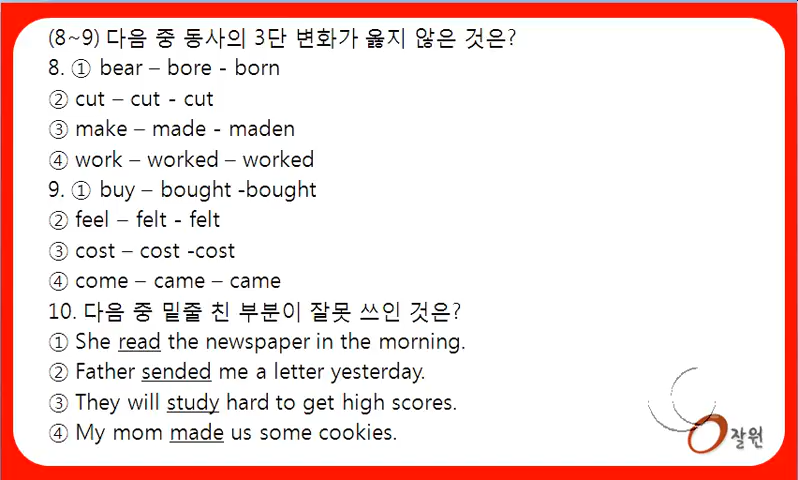 (8~9) 다음 중 동사의 3단 변화가 옳지 않은 것은?
8. ① bear – bore - born
② cut – cut - cut
③ make – made - maden
④ work – worked – worked
9. ① buy – bought -bought
② feel – felt - felt
③ cost – cost -cost
④ come – came – came
10. 다음 중 밑줄 친 부분이 잘못 쓰인 것은?
① She read the newspaper in the morning.
② Father sended me a letter yesterday.
③ They will study hard to get high scores.
④ My mom made us some cookies.
잘원